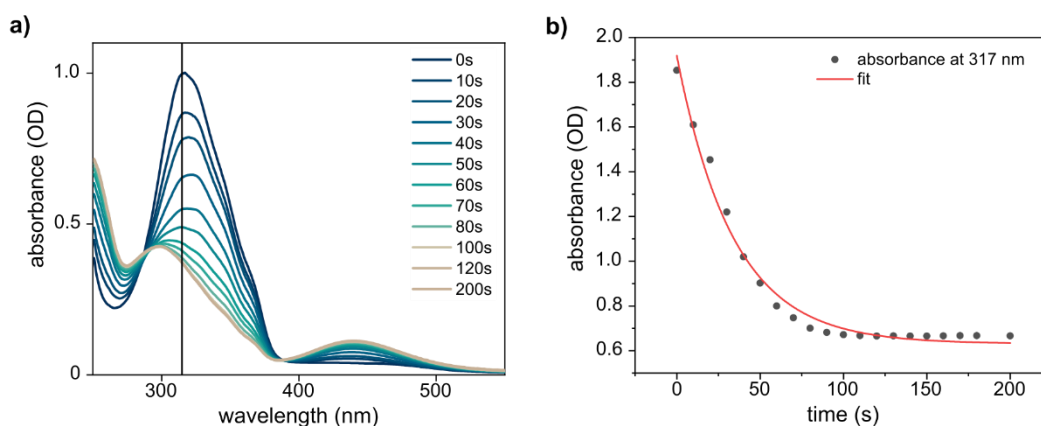 a)
absorbance (OD)
1.0
0.5
0
300
400
500
wavelength (nm)
0s
10s
20s
30s
40s
50s
60s
70s
80s
100s
120s
200s
b)
absorbance (OD)
2.0
1.8
1.6
1.4
1.2
1.0
0.8
0.6
0
50
100
150
200
time (s)
absorbance at 317 nm
fit